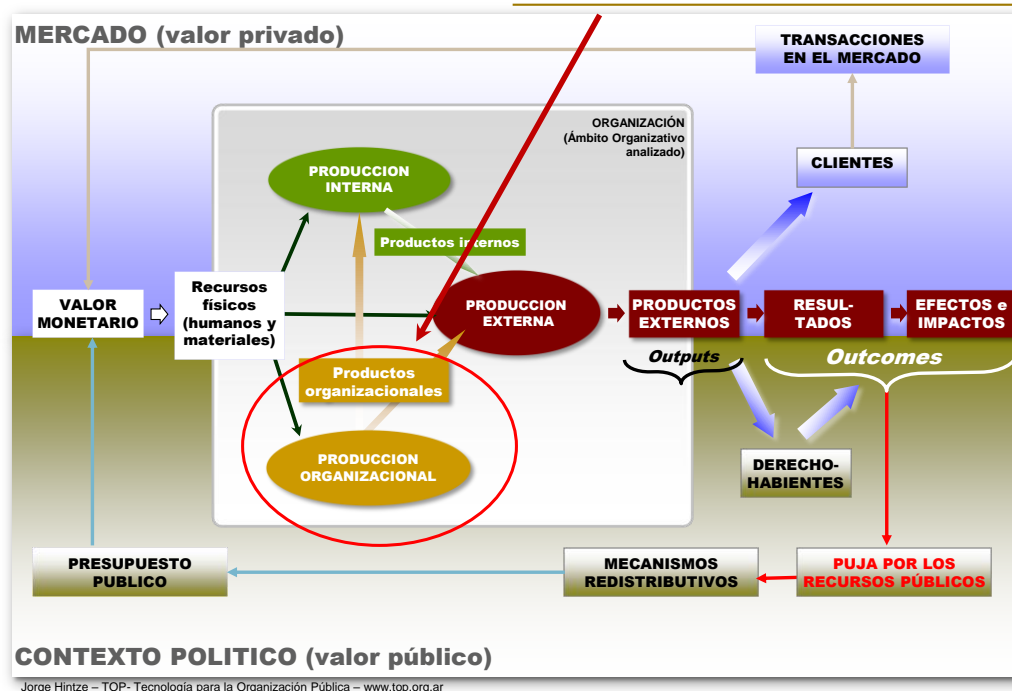 MERCADO (valor privado)
TRANSACCIONES
EN EL MERCADO
ORGANIZACIÓN
(Ámbito Organizativo
analizado)
CLIENTES
PRODUCCION
INTERNA
Productos internos
VALOR
MONETARIO
Recursos
físicos
(humanos y
materiales)
PRODUCCION
EXTERNA
PRODUCTOS
EXTERNOS
RESUL-
TADOS
EFECTOS e
IMPACTOS
Outputs
Outcomes
Productos
organizacionales
PRODUCCION
ORGANIZACIONAL
DERECHO-
HABIENTES
PRESUPUESTO
PUBLICO
MECANISMOS
REDISTRIBUTIVOS
PUJA POR LOS
RECURSOS PÚBLICOS
CONTEXTO POLITICO (valor público)
Jorge Hintze – TOP- Tecnología para la Organización Pública – www.top.org.ar